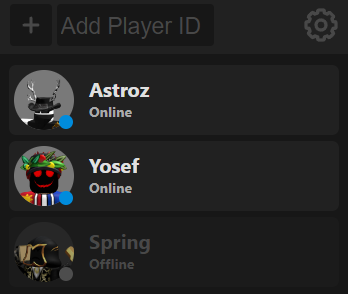 + Add Player ID
Astroz
Online
Yosef
Online
Spring
Offline